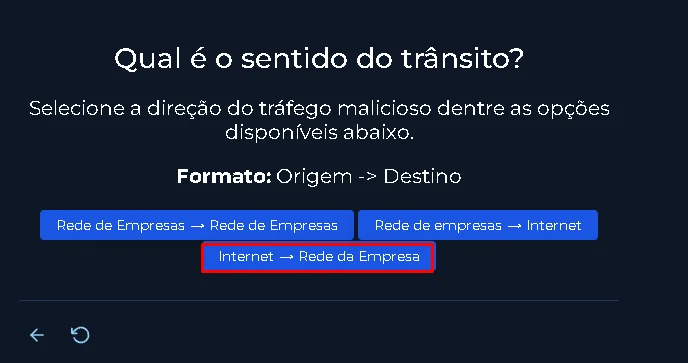 Qual é o sentido do trânsito?
Selecione a direção do tráfego malicioso dentre as opções
disponíveis abaixo.
Formato: Origem -> Destino
Rede de Empresas → Rede de Empresas
Rede de empresas → Internet
Internet → Rede da Empresa